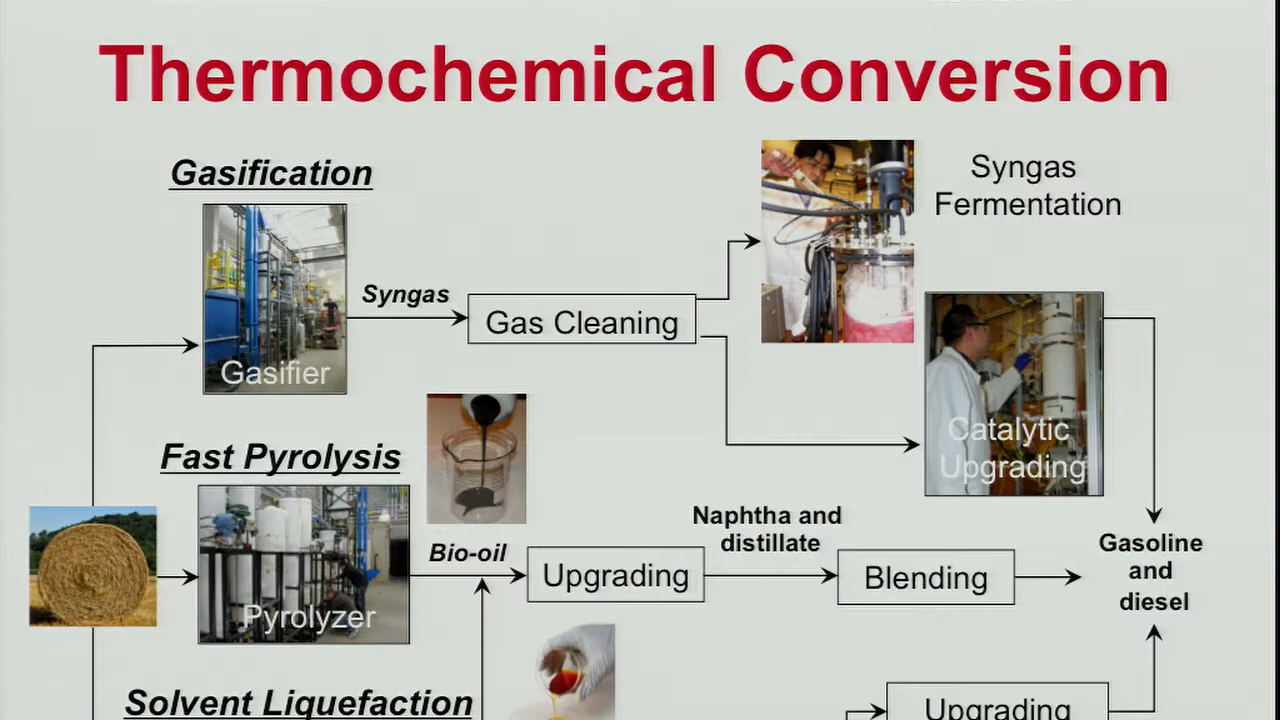 Thermochemical Conversion
Gasification
Syngas
Fermentation
Syngas
Gas Cleaning
Gasifier
Catalytic
Upgrading
Fast Pyrolysis
Naphtha and
distillate
Bio-oil
Upgrading
Blending
Gasoline
and
diesel
Pyrolyzer
Solvent Liquefaction
Upgrading